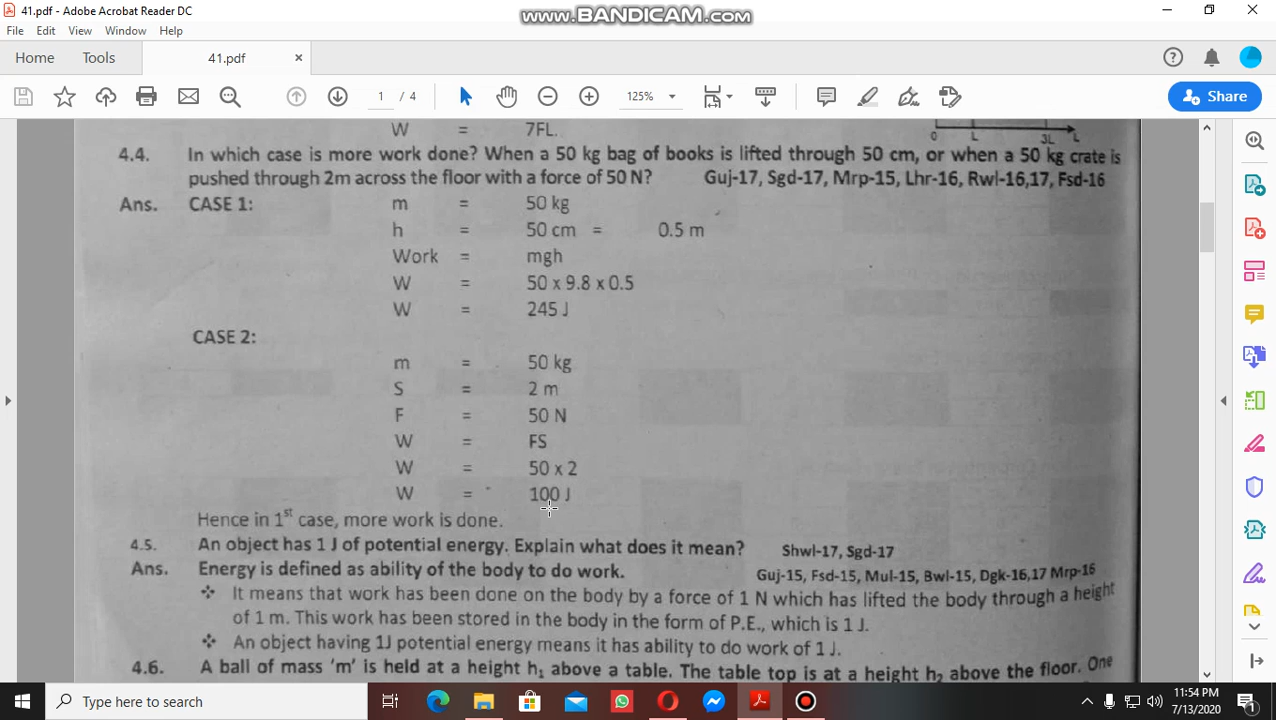 41.pdf - Adobe Acrobat Reader DC
www.BANDICAM.com
File Edit View Window Help
Home Tools 41.pdf ×
1 / 4 125% Share
W = 7FL.
0 L 3L L
4.4. In which case is more work done? When a 50 kg bag of books is lifted through 50 cm, or when a 50 kg crate is
pushed through 2m across the floor with a force of 50 N? Guj-17, Sgd-17, Mrp-15, Lhr-16, Rwl-16,17, Fsd-16
Ans. CASE 1: m = 50 kg
h = 50 cm = 0.5 m
Work = mgh
W = 50 x 9.8 x 0.5
W = 245 J
CASE 2:
m = 50 kg
S = 2 m
F = 50 N
W = FS
W = 50 x 2
W = 100 J
Hence in 1st case, more work is done.
4.5. An object has 1 J of potential energy. Explain what does it mean? Shwl-17, Sgd-17
Ans. Energy is defined as ability of the body to do work. Guj-15, Fsd-15, Mul-15, Bwl-15, Dgk-16,17 Mrp-16
❖ It means that work has been done on the body by a force of 1 N which has lifted the body through a height
of 1 m. This work has been stored in the body in the form of P.E., which is 1 J.
❖ An object having 1J potential energy means it has ability to do work of 1 J.
4.6. A ball of mass 'm' is held at a height h₁ above a table. The table top is at a height h₂ above the floor. One
Type here to search
11:54 PM
7/13/2020
1